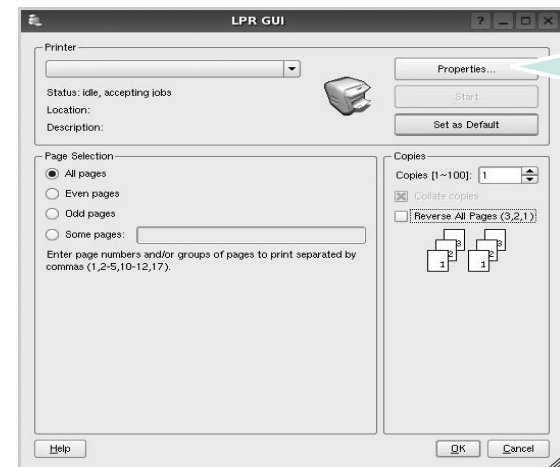 LPR GUI
Printer
Properties...
Status: idle, accepting jobs
Start
Location:
Description:
Set as Default
Page Selection
All pages
Even pages
Odd pages
Some pages:
Enter page numbers and/or groups of pages to print separated by
commas (1,2-5,10-12,17).
Copies
Copies [1~100]: 1
Collate copies
Reverse All Pages (3,2,1)
3 3
2 2
1 1
Help
OK
Cancel